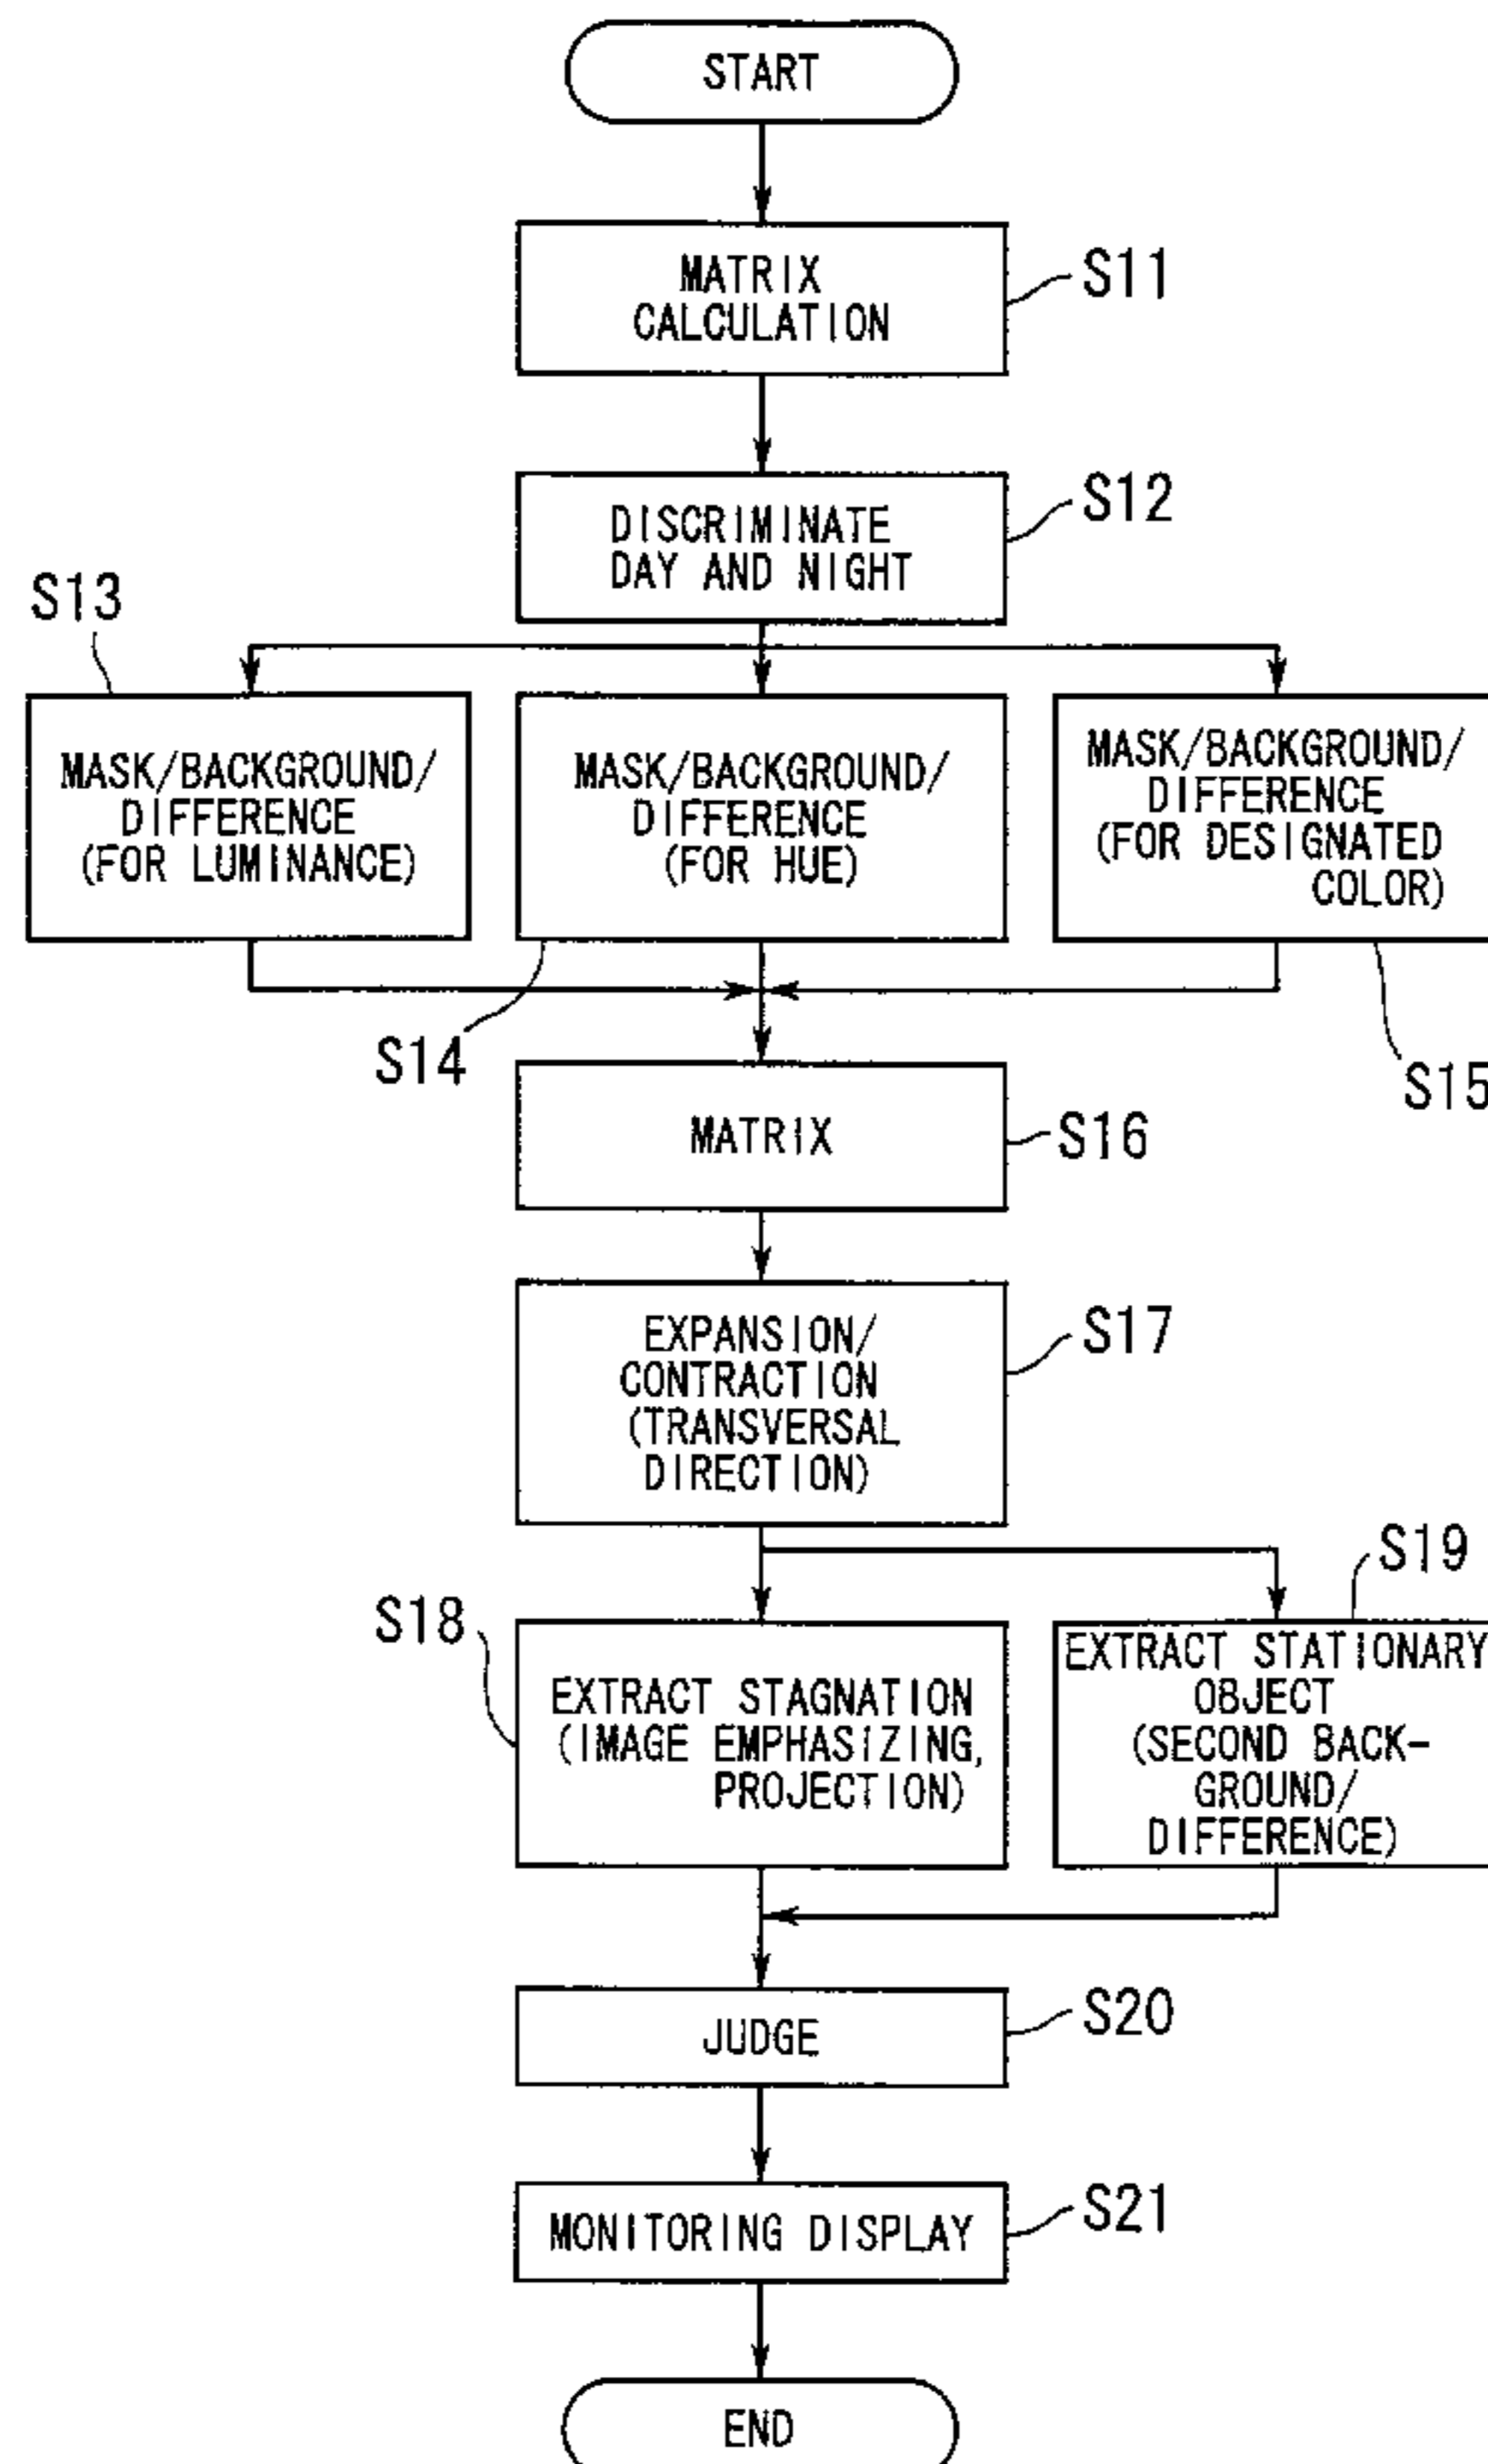 START
MATRIX
CALCULATION
S11
DISCRIMINATE
DAY AND NIGHT
S12
S13
MASK/BACKGROUND/
DIFFERENCE
(FOR LUMINANCE)
MASK/BACKGROUND/
DIFFERENCE
(FOR HUE)
S14
MASK/BACKGROUND/
DIFFERENCE
(FOR DESIGNATED
COLOR)
S15
MATRIX
S16
EXPANSION/
CONTRACTION
(TRANSVERSAL
DIRECTION)
S17
S18
EXTRACT STAGNATION
(IMAGE EMPHASIZING,
PROJECTION)
S19
EXTRACT STATIONARY
OBJECT
(SECOND BACK-
GROUND/
DIFFERENCE)
JUDGE
S20
MONITORING DISPLAY
S21
END